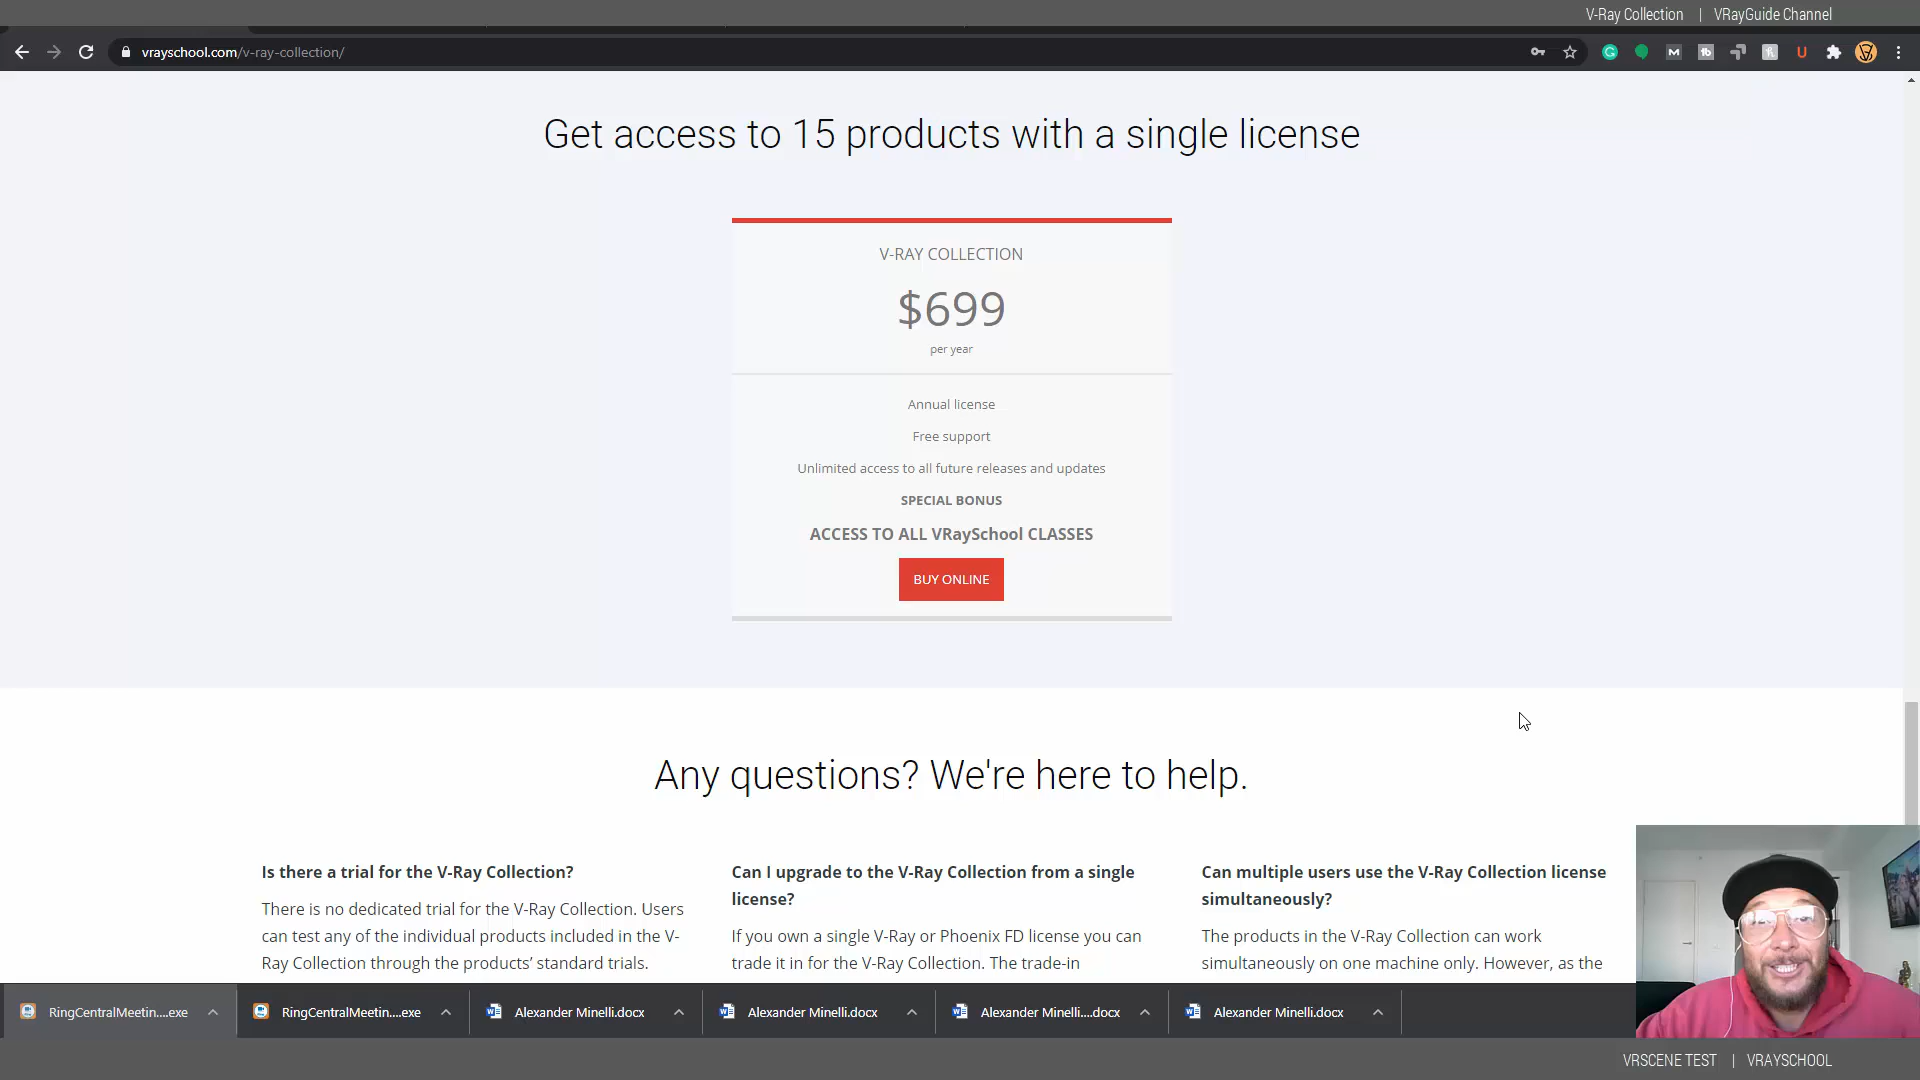 V-Ray Collection | VRayGuide Channel
vrayschool.com/v-ray-collection/
Get access to 15 products with a single license
V-RAY COLLECTION
$699
per year
Annual license
Free support
Unlimited access to all future releases and updates
SPECIAL BONUS
ACCESS TO ALL VRaySchool CLASSES
BUY ONLINE
Any questions? We're here to help.
Is there a trial for the V-Ray Collection?
There is no dedicated trial for the V-Ray Collection. Users
can test any of the individual products included in the V-
Ray Collection through the products' standard trials.
Can I upgrade to the V-Ray Collection from a single
license?
If you own a single V-Ray or Phoenix FD license you can
trade it in for the V-Ray Collection. The trade-in
Can multiple users use the V-Ray Collection license
simultaneously?
The products in the V-Ray Collection can work
simultaneously on one machine only. However, as the
RingCentralMeetin....exe
RingCentralMeetin....exe
Alexander Minelli.docx
Alexander Minelli.docx
Alexander Minelli....docx
Alexander Minelli.docx
VRSCENE TEST | VRAYSCHOOL